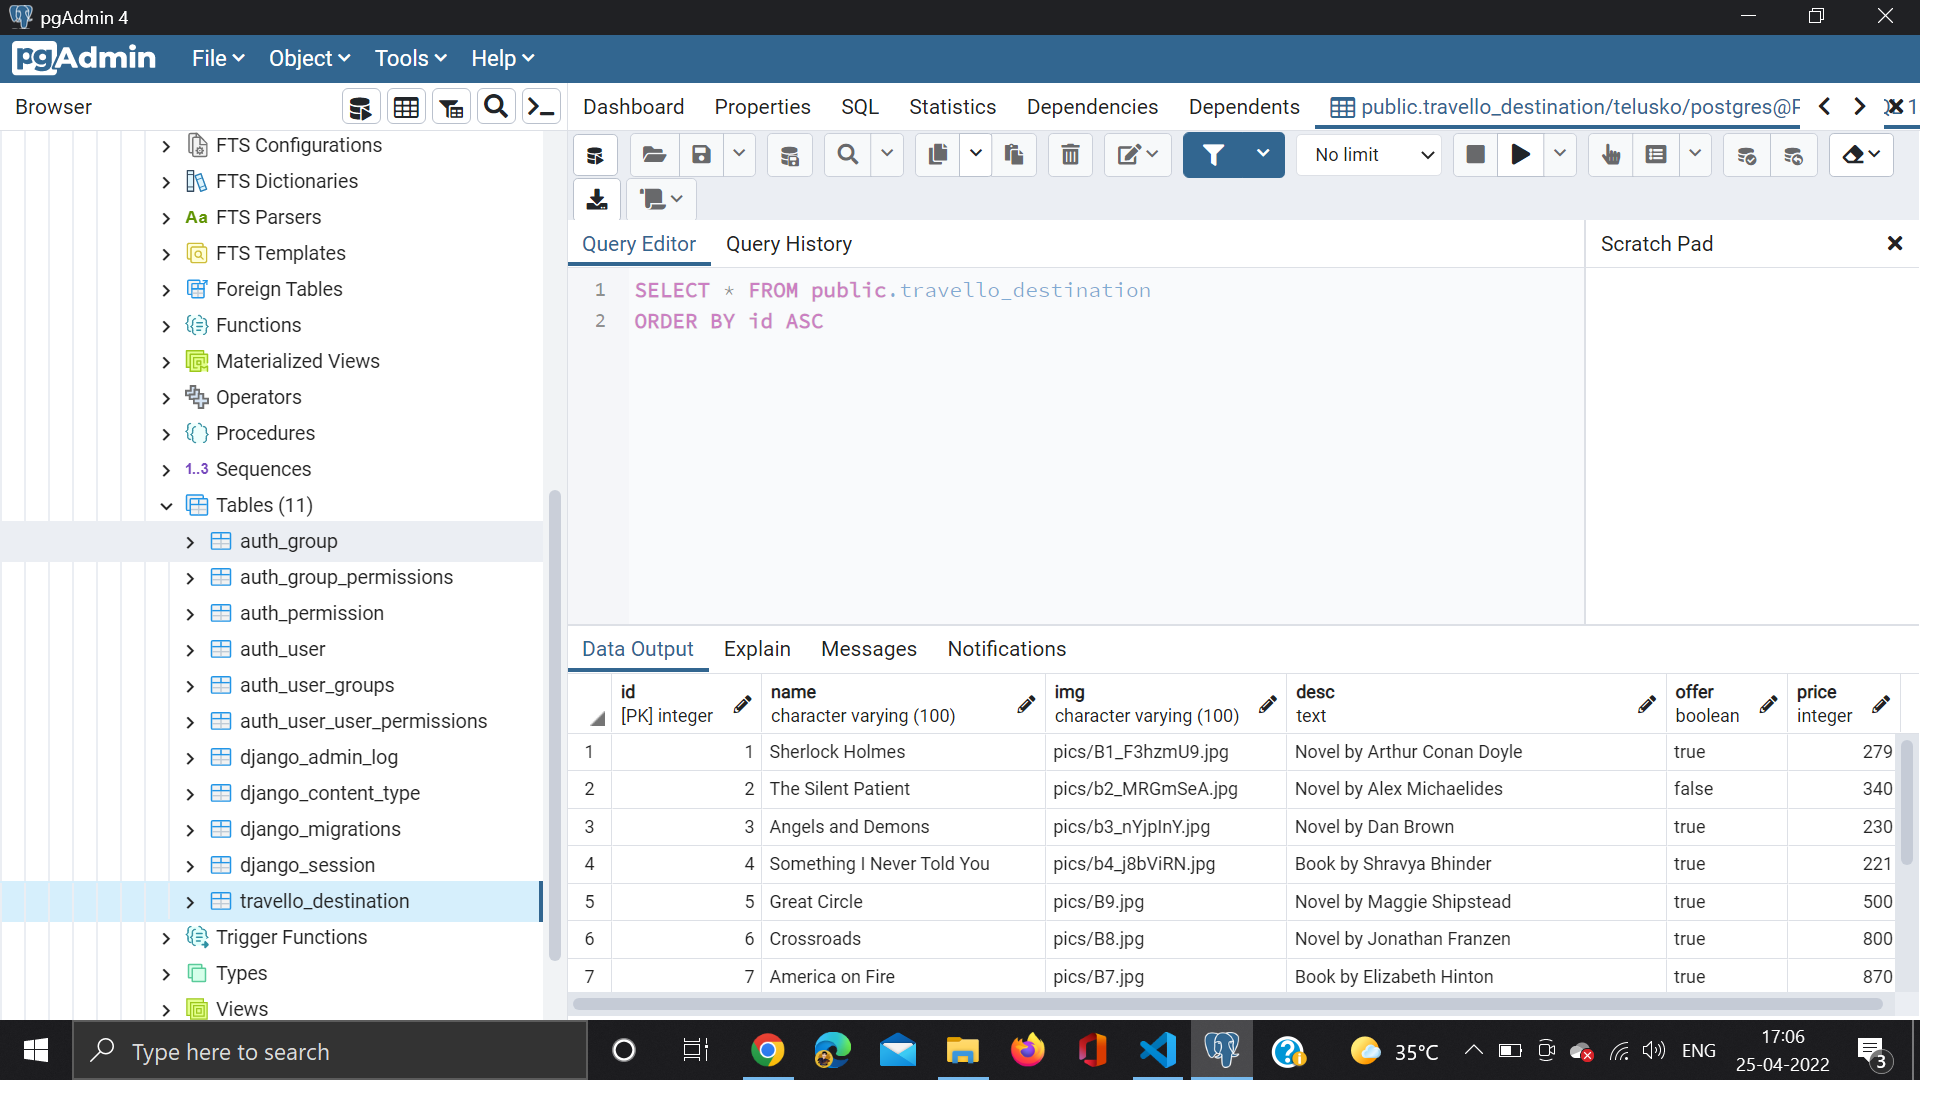 pgAdmin 4
pgAdmin File Object Tools Help
Browser
Dashboard Properties SQL Statistics Dependencies Dependents public.travello_destination/telusko/postgres@P 1
FTS Configurations
FTS Dictionaries
Aa FTS Parsers
FTS Templates
Foreign Tables
Functions
Materialized Views
Operators
Procedures
1..3 Sequences
Tables (11)
auth_group
auth_group_permissions
auth_permission
auth_user
auth_user_groups
auth_user_user_permissions
django_admin_log
django_content_type
django_migrations
django_session
travello_destination
Trigger Functions
Types
Views
No limit
Query Editor Query History Scratch Pad
1 SELECT * FROM public.travello_destination
2 ORDER BY id ASC
Data Output Explain Messages Notifications
id name img desc offer price
[PK] integer character varying (100) character varying (100) text boolean integer
1 1 Sherlock Holmes pics/B1_F3hzmU9.jpg Novel by Arthur Conan Doyle true 279
2 2 The Silent Patient pics/b2_MRGmSeA.jpg Novel by Alex Michaelides false 340
3 3 Angels and Demons pics/b3_nYjpInY.jpg Novel by Dan Brown true 230
4 4 Something I Never Told You pics/b4_j8bViRN.jpg Book by Shravya Bhinder true 221
5 5 Great Circle pics/B9.jpg Novel by Maggie Shipstead true 500
6 6 Crossroads pics/B8.jpg Novel by Jonathan Franzen true 800
7 7 America on Fire pics/B7.jpg Book by Elizabeth Hinton true 870
Type here to search
35°C
ENG
17:06
25-04-2022
3